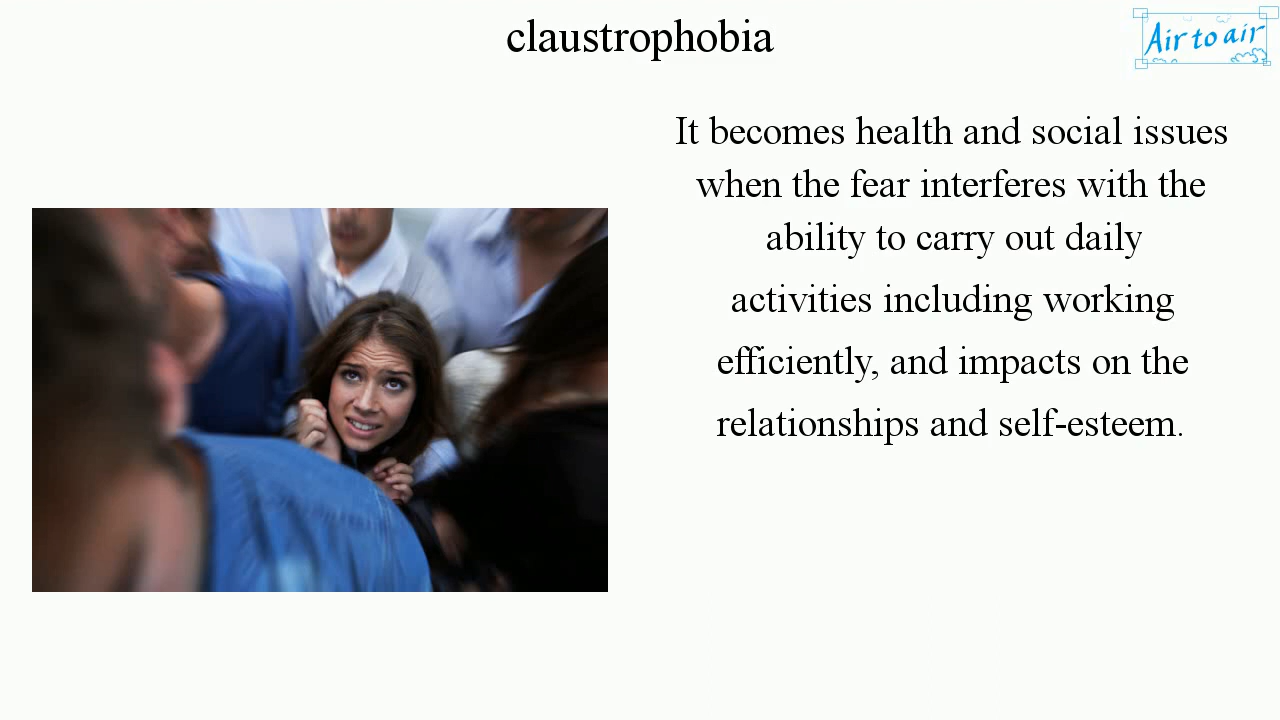 claustrophobia
Air to air
It becomes health and social issues
when the fear interferes with the
ability to carry out daily
activities including working
efficiently, and impacts on the
relationships and self-esteem.